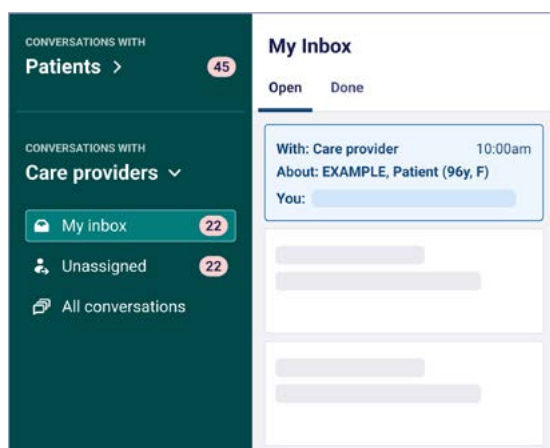 CONVERSATIONS WITH
Patients >
45
CONVERSATIONS WITH
Care providers
My inbox
22
Unassigned
22
All conversations
My Inbox
Open Done
With: Care provider 10:00am
About: EXAMPLE, Patient (96y, F)
You: